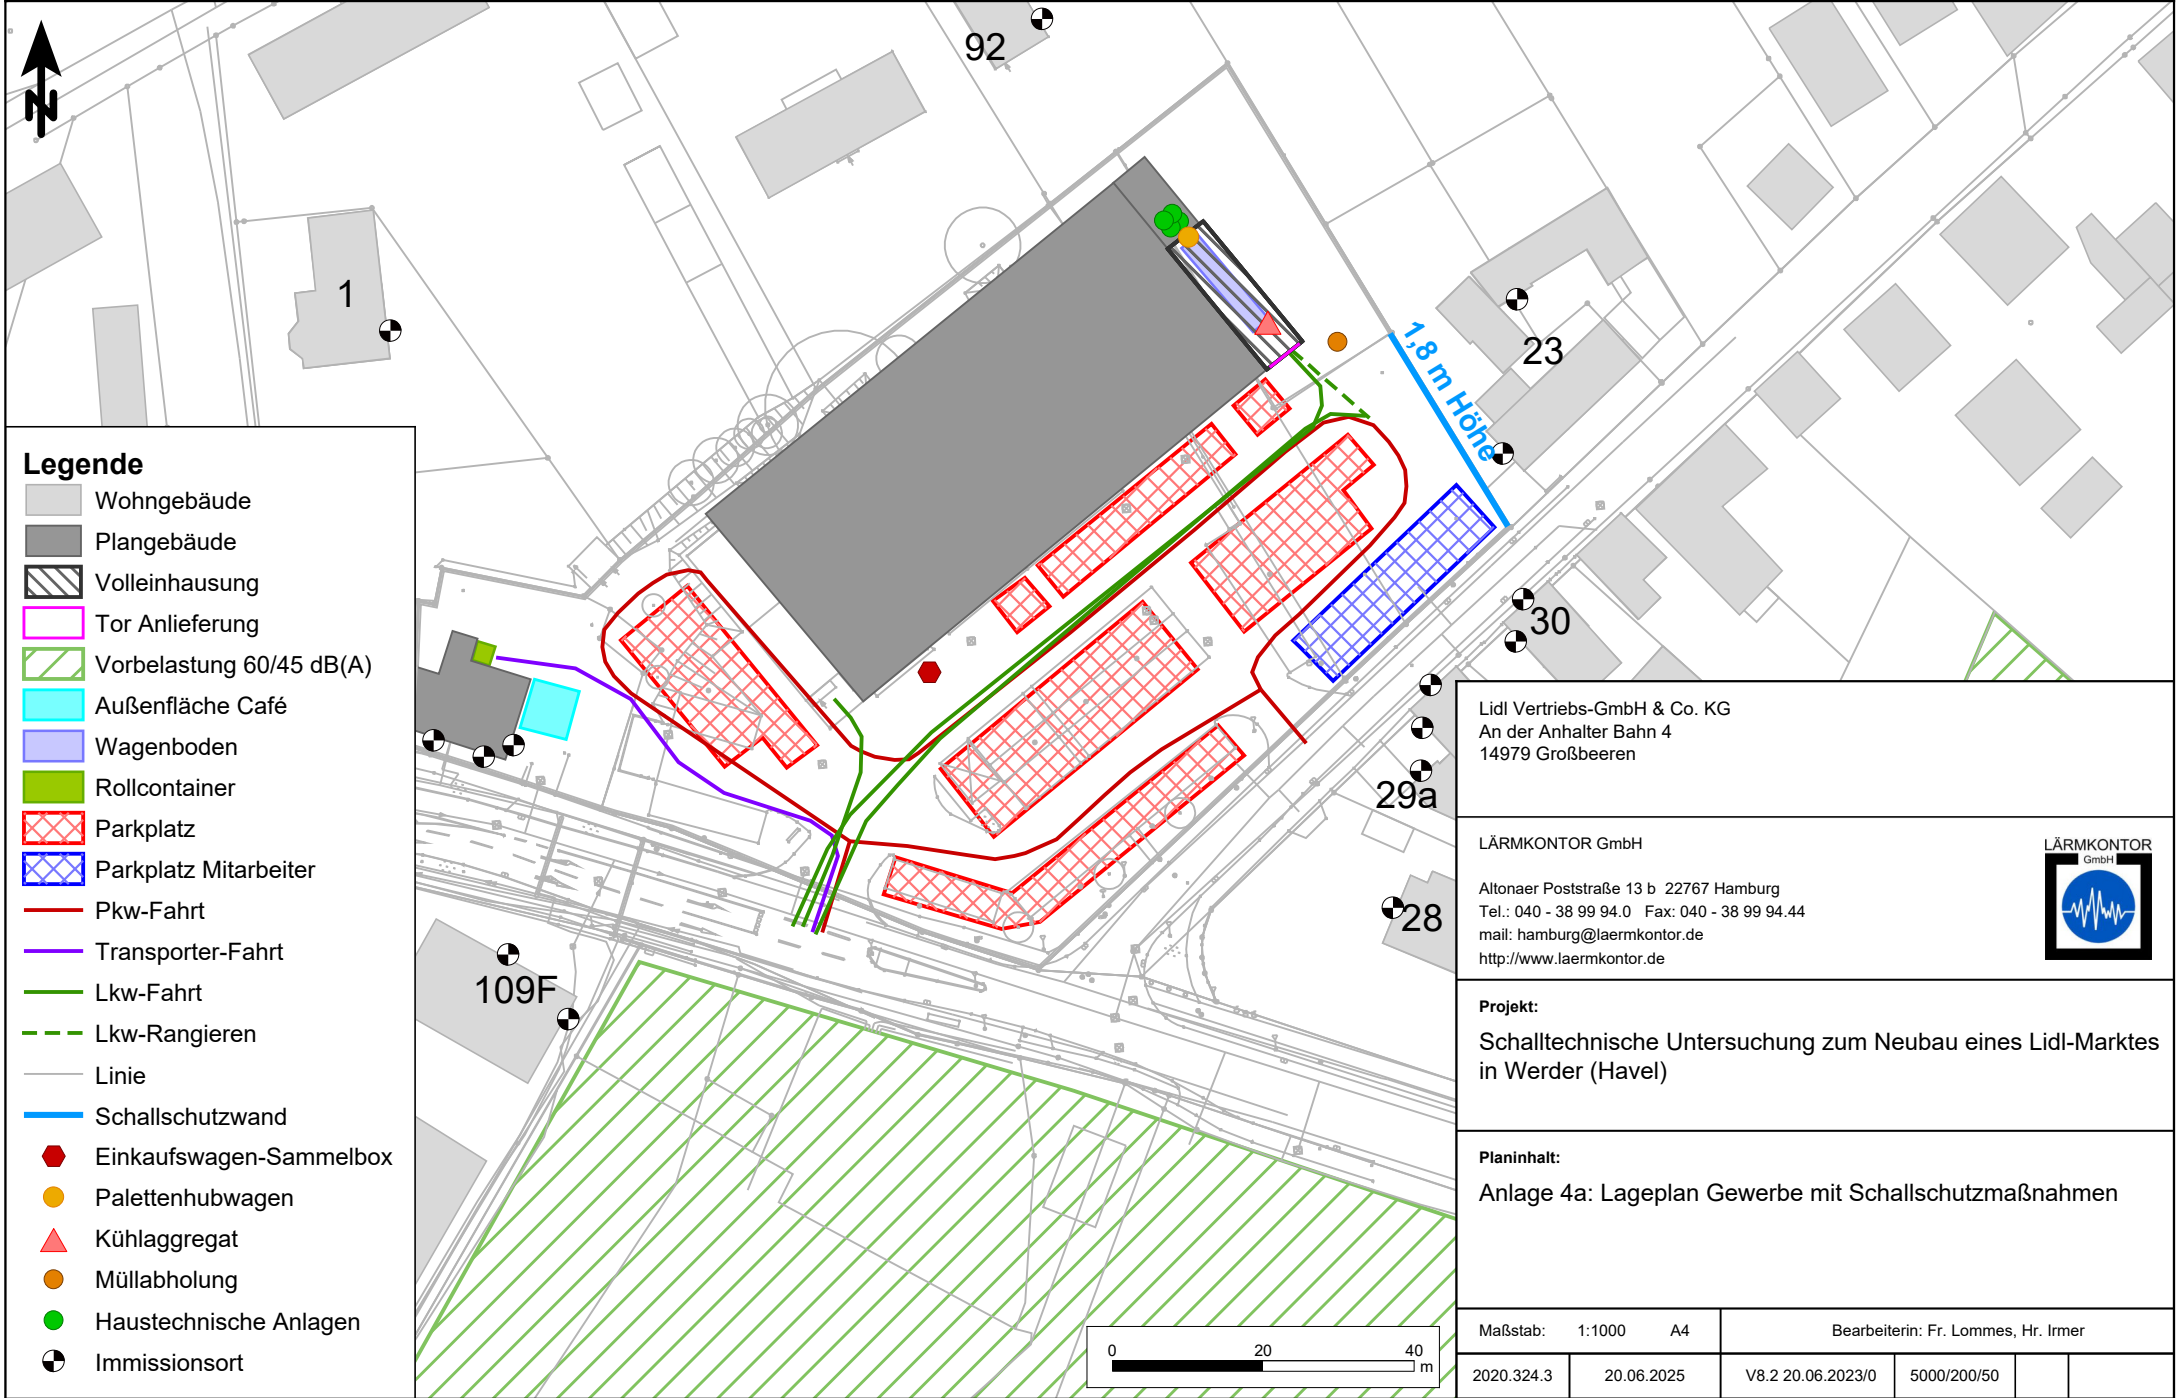 N
92
1
23
1,8 m Höhe
30
29a
28
109F
Legende
Wohngebäude
Plangebäude
Volleinhausung
Tor Anlieferung
Vorbelastung 60/45 dB(A)
Außenfläche Café
Wagenboden
Rollcontainer
Parkplatz
Parkplatz Mitarbeiter
Pkw-Fahrt
Transporter-Fahrt
Lkw-Fahrt
Lkw-Rangieren
Linie
Schallschutzwand
Einkaufswagen-Sammelbox
Palettenhubwagen
Kühlaggregat
Müllabholung
Haustechnische Anlagen
Immissionsort
0 20 40
m
Lidl Vertriebs-GmbH & Co. KG
An der Anhalter Bahn 4
14979 Großbeeren
LÄRMKONTOR GmbH
Altonaer Poststraße 13 b 22767 Hamburg
Tel.: 040 - 38 99 94.0 Fax: 040 - 38 99 94.44
mail: hamburg@laermkontor.de
http://www.laermkontor.de
LÄRMKONTOR
GmbH
Projekt:
Schalltechnische Untersuchung zum Neubau eines Lidl-Marktes
in Werder (Havel)
Planinhalt:
Anlage 4a: Lageplan Gewerbe mit Schallschutzmaßnahmen
Maßstab: 1:1000 A4 Bearbeiterin: Fr. Lommes, Hr. Irmer
2020.324.3 20.06.2025 V8.2 20.06.2023/0 5000/200/50